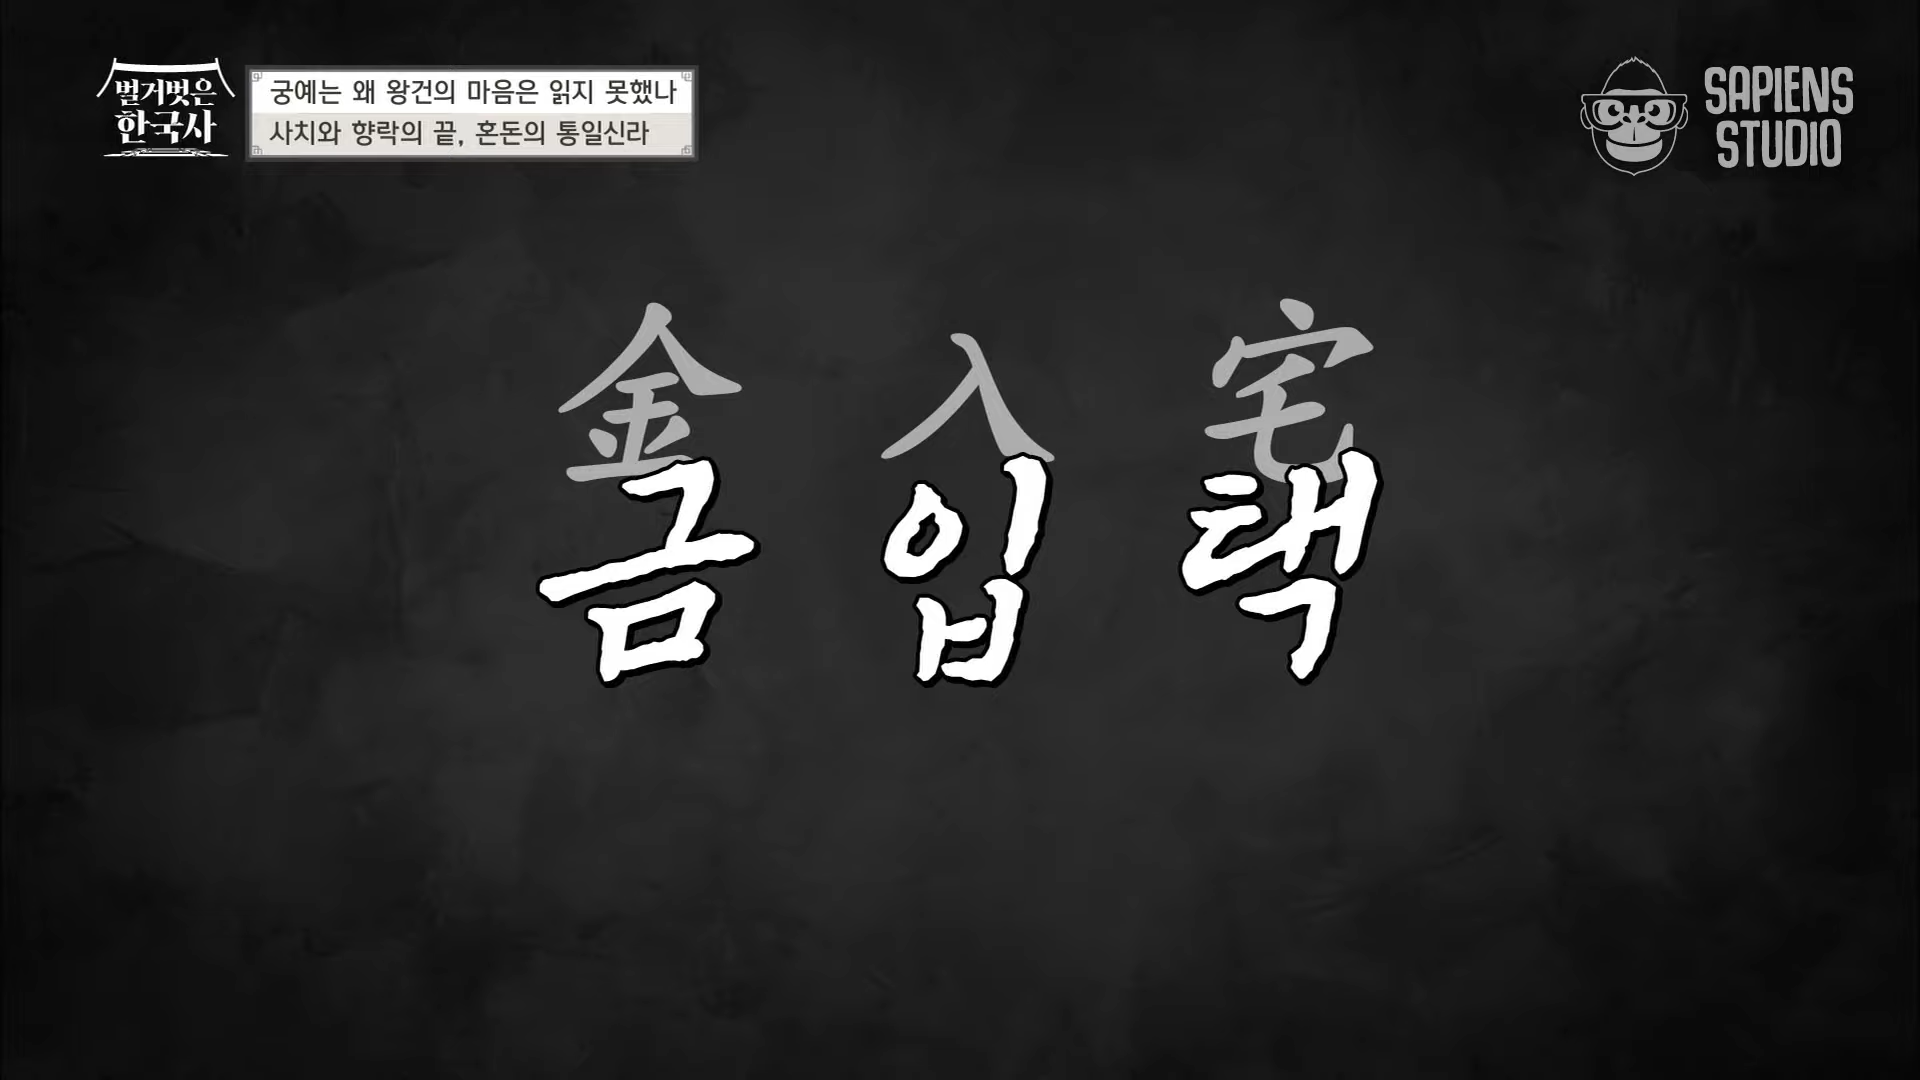 벌거벗은
한국사
궁예는 왜 왕건의 마음은 읽지 못했나
사치와 향락의 끝, 혼돈의 통일신라
SAPIENS
STUDIO
金 入 宅
금 입 택